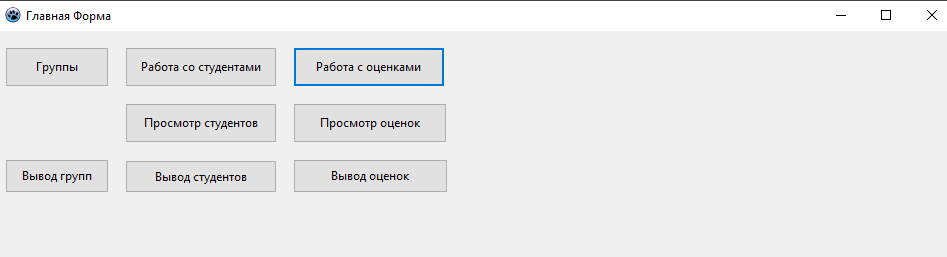 Главная Форма
Группы
Работа со студентами
Работа с оценками
Просмотр студентов
Просмотр оценок
Вывод групп
Вывод студентов
Вывод оценок